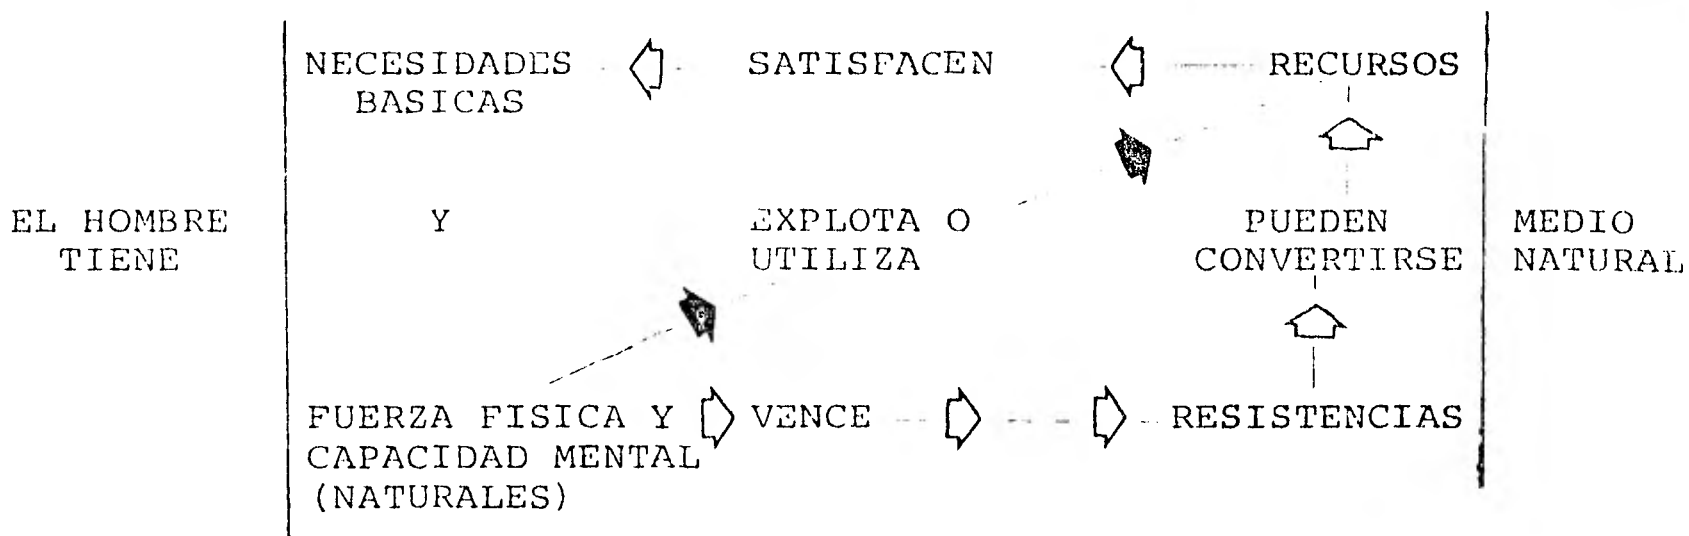 NECESIDADES SATISFACEN RECURSOS
BASICAS
EL HOMBRE Y EXPLOTA O PUEDEN MEDIO
TIENE UTILIZA CONVERTIRSE NATURAL
FUERZA FISICA Y VENCE RESISTENCIAS
CAPACIDAD MENTAL
(NATURALES)